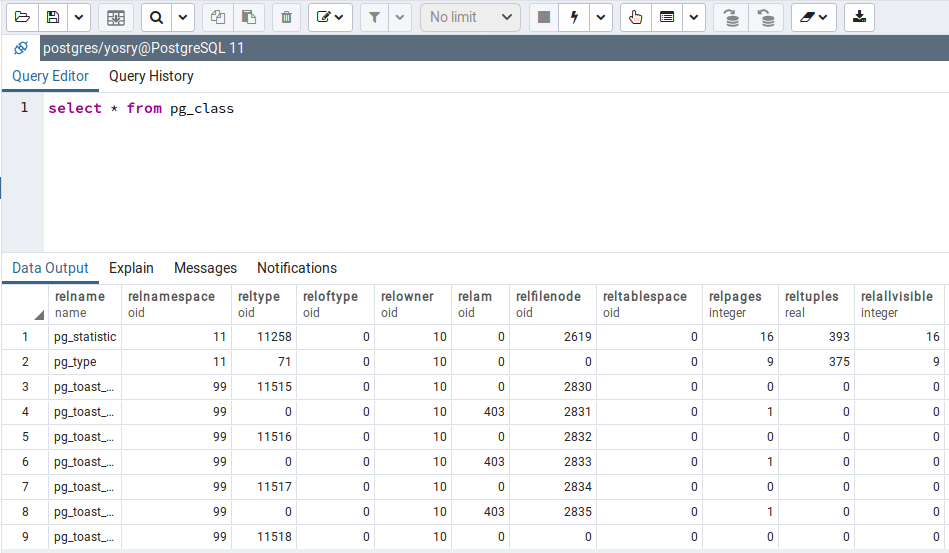 No limit
postgres/yosry@PostgreSQL 11
Query Editor Query History
1 select * from pg_class
Data Output Explain Messages Notifications
relname relnamespace reltype reloftype relowner relam relfilenode reltablespace relpages reltuples relallvisible
name oid oid oid oid oid oid oid integer real integer
1 pg_statistic 11 11258 0 10 0 2619 0 16 393 16
2 pg_type 11 71 0 10 0 0 0 9 375 9
3 pg_toast_... 99 11515 0 10 0 2830 0 0 0 0
4 pg_toast_... 99 0 0 10 403 2831 0 1 0 0
5 pg_toast_... 99 11516 0 10 0 2832 0 0 0 0
6 pg_toast_... 99 0 0 10 403 2833 0 1 0 0
7 pg_toast_... 99 11517 0 10 0 2834 0 0 0 0
8 pg_toast_... 99 0 0 10 403 2835 0 1 0 0
9 pg_toast_... 99 11518 0 10 0 0 0 0 0 0